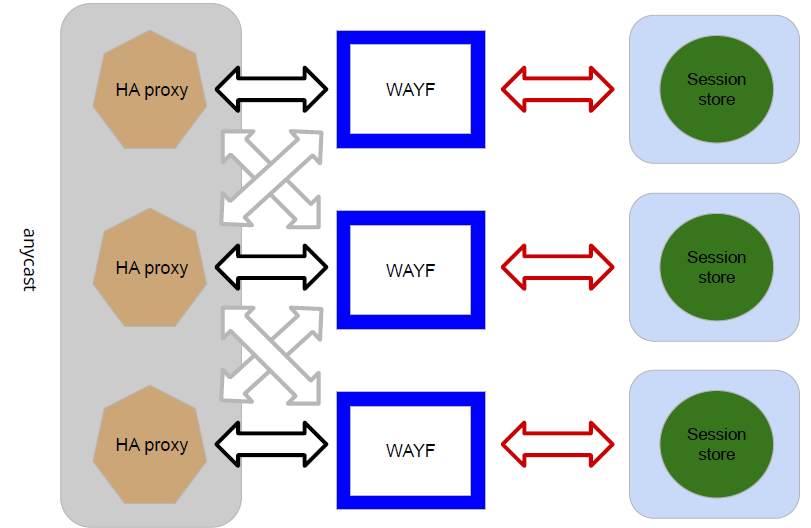 HA proxy
WAYF
Session
store
anycast
HA proxy
WAYF
Session
store
HA proxy
WAYF
Session
store